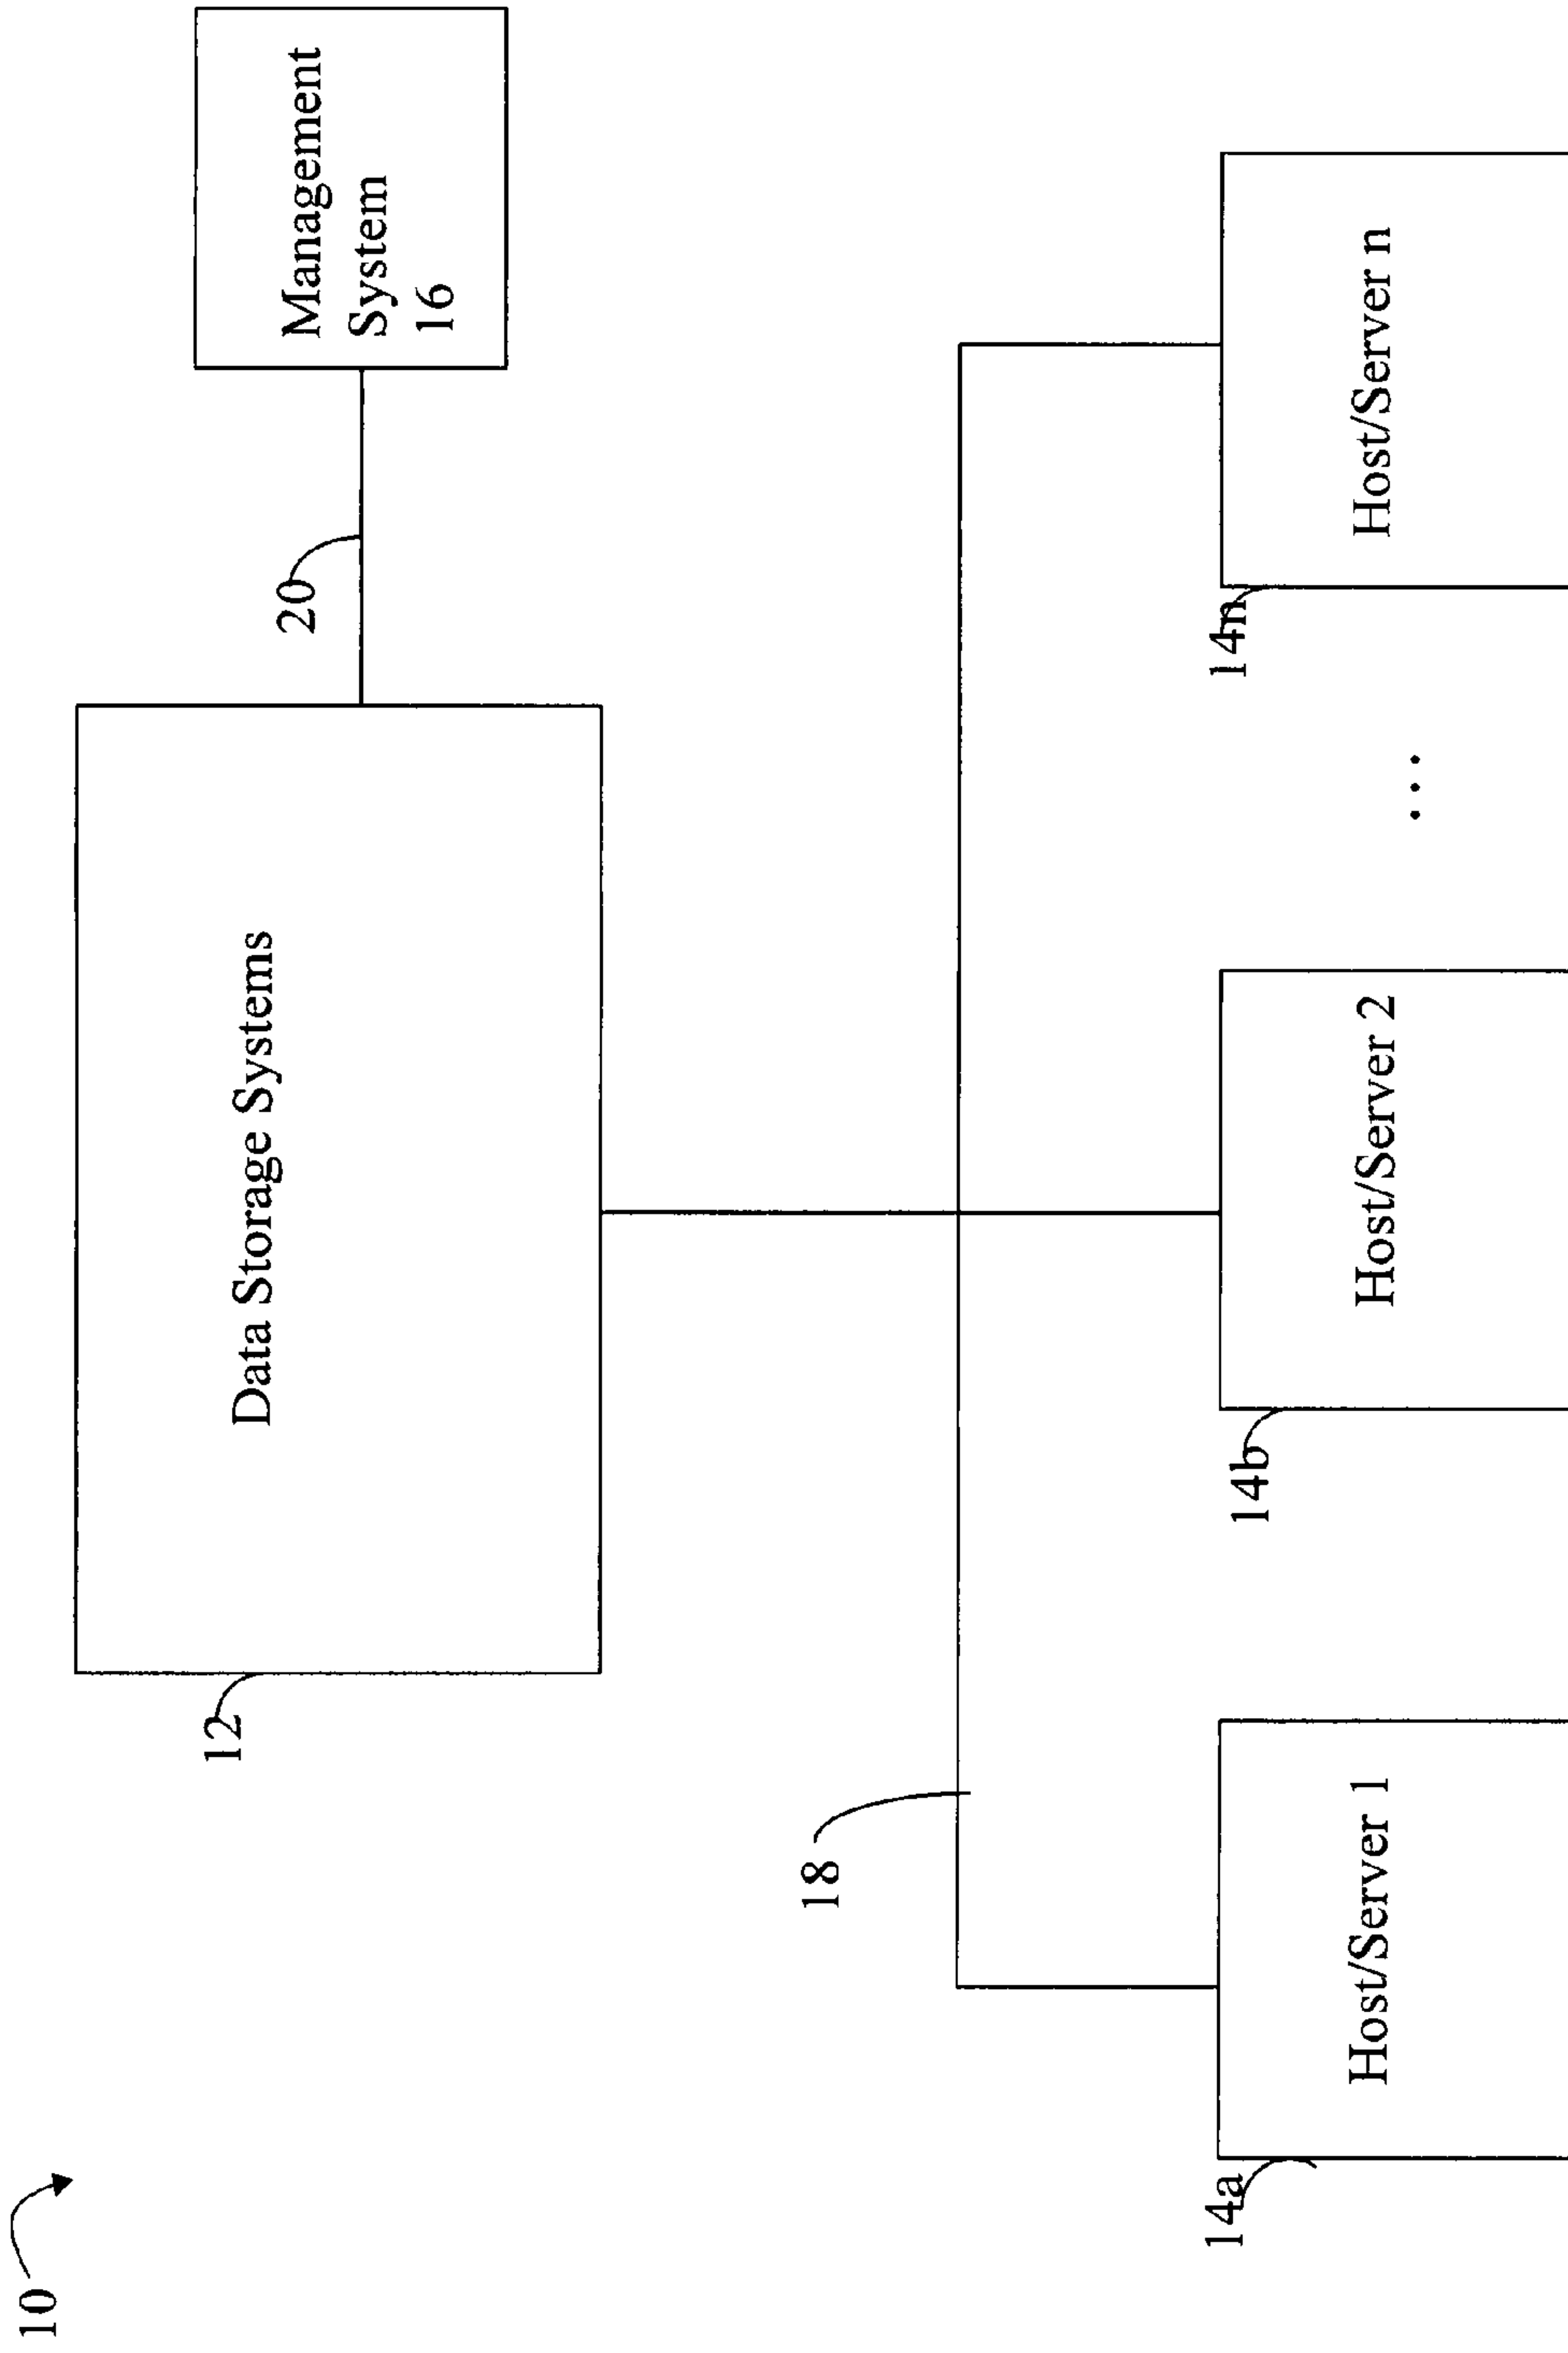 10
12
Data Storage Systems
20
Management
System
16
18
14a
Host/Server 1
14b
Host/Server 2
...
14n
Host/Server n